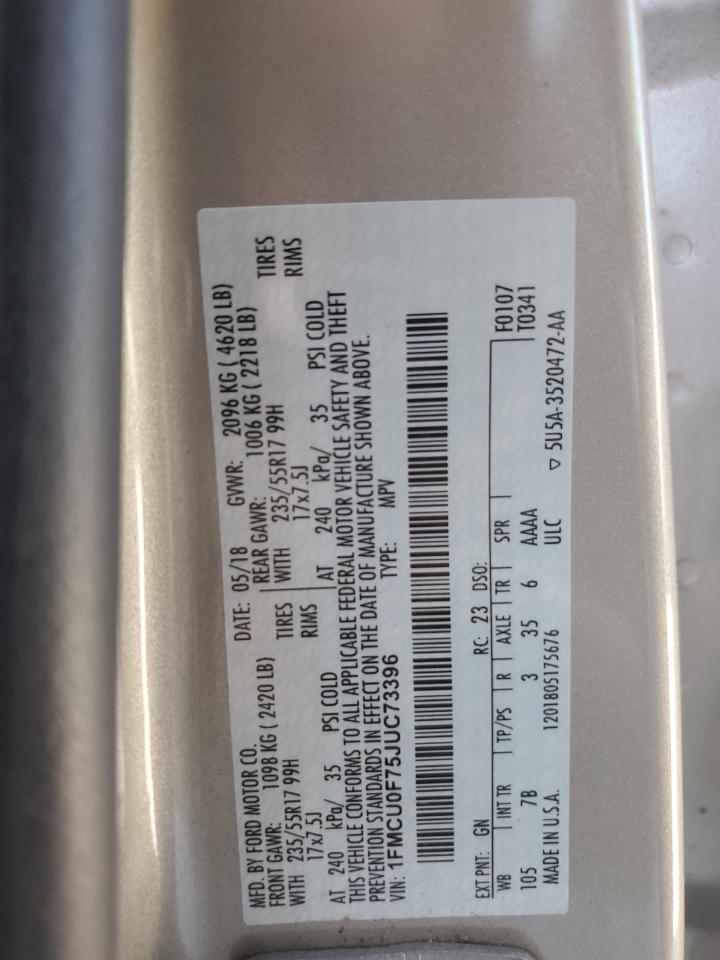 MFD. BY FORD MOTOR CO.
DATE: 05/18 GVWR: 2096 KG ( 4620 LB)
FRONT GAWR: 1098 KG ( 2420 LB) REAR GAWR: 1006 KG ( 2218 LB)
WITH 235/55R17 99H TIRES WITH 235/55R17 99H TIRES
17x7.5J RIMS 17x7.5J RIMS
AT 240 kPa/ 35 PSI COLD AT 240 kPa/ 35 PSI COLD
THIS VEHICLE CONFORMS TO ALL APPLICABLE FEDERAL MOTOR VEHICLE SAFETY AND THEFT
PREVENTION STANDARDS IN EFFECT ON THE DATE OF MANUFACTURE SHOWN ABOVE.
VIN: 1FMCU0F75JUC73396 TYPE: MPV
EXT PNT: GN RC: 23 DSO:
WB INT TR TP/PS R AXLE TR SPR F0107
T0341
105 7B 3 35 6 AAAA
MADE IN U.S.A. 1201805175676 ULC ▽ 5U5A-3520472-AA